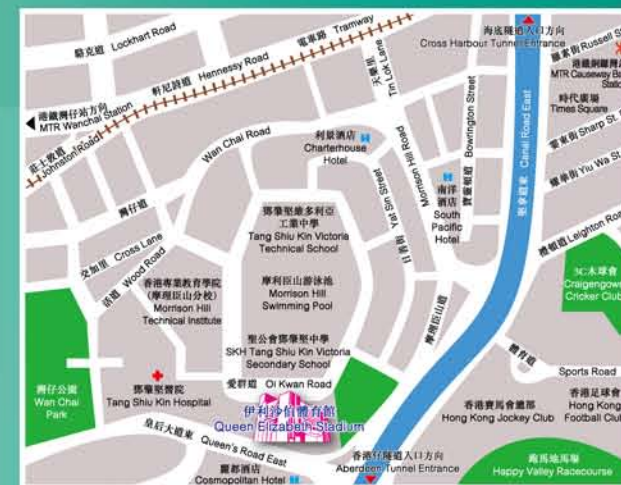 駱克道 Lockhart Road
電車路 Tramway
軒尼詩道 Hennessy Road
天樂里
Tin Lok Lane
海底隧道入口方向
Cross Harbour Tunnel Entrance
羅素街 Russell St
港鐵銅鑼灣站
MTR Causeway Ba
Station
時代廣場
Times Square
霎東街 Sharp St.
耀華街 Yiu Wa St
港鐵灣仔站方向
MTR Wanchai Station
莊士敦道
Johnston Road
Wan Chai Road
利景酒店
Charterhouse
Hotel
Morrison Hill Road
寶靈頓道 Bowrington Street
堅拿道東 Canal Road East
南洋
酒店
South
Pacific
Hotel
禮頓道 Leighton Road
灣仔道
交加里 Cross Lane
活道 Wood Road
鄧肇堅維多利亞
工業中學
Tang Shiu Kin Victoria
Technical School
日善街 Yat Sin Street
香港專業教育學院
(摩理臣山分校)
Morrison Hill
Technical Institute
摩利臣山游泳池
Morrison Hill
Swimming Pool
摩理臣山道
3C木球會
Craigengowe
Cricker Club
聖公會鄧肇堅中學
SKH Tang Shiu Kin Victoria
Secondary School
體育道
Sports Road
灣仔公園
Wan Chai
Park
鄧肇堅醫院
Tang Shiu Kin Hospital
愛群道 Oi Kwan Road
伊利沙伯體育館
Queen Elizabeth Stadium
香港賽馬會總部
Hong Kong Jockey Club
香港足球會
Hong Kong
Football Club
皇后大道東 Queen's Road East
麗都酒店
Cosmopolitan Hotel
香港仔隧道入口方向
Aberdeen Tunnel Entrance
跑馬地馬場
Happy Valley Racecourse